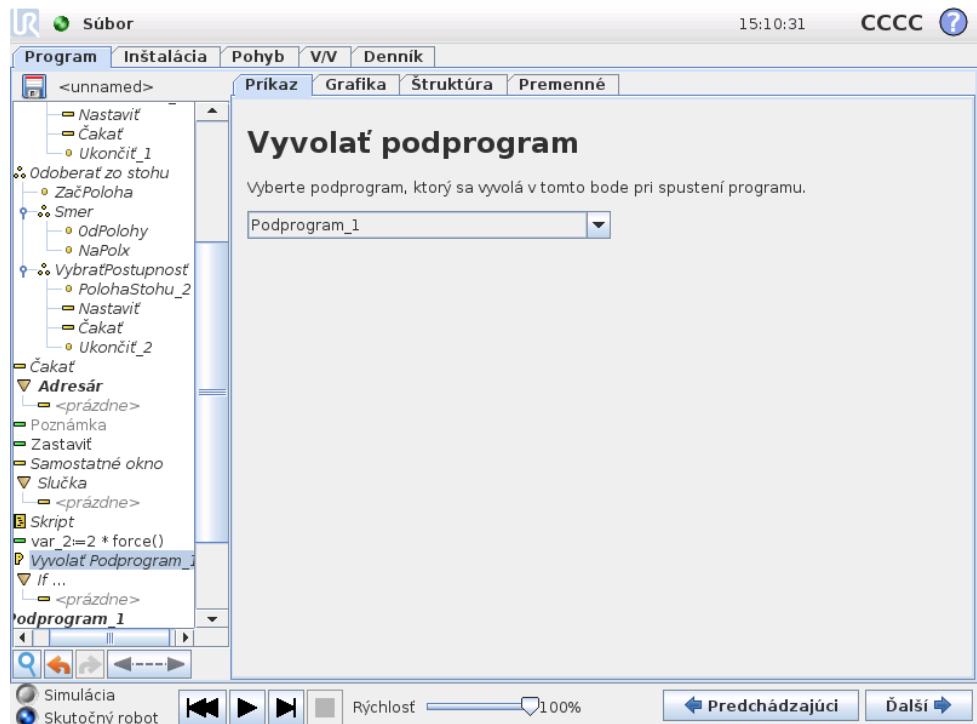 UR Súbor 15:10:31 CCCC ?
Program Inštalácia Pohyb V/V Denník
<unnamed>
Príkaz Grafika Štruktúra Premenné
Nastaviť
Čakať
Ukončiť_1
Odoberať zo stohu
ZačPoloha
Smer
OdPolohy
NaPolx
VybraťPostupnosť
PolohaStohu_2
Nastaviť
Čakať
Ukončiť_2
Čakať
Adresár
<prázdne>
Poznámka
Zastaviť
Samostatné okno
Slučka
<prázdne>
Skript
var_2:=2 * force()
Vyvolať Podprogram_1
If ...
<prázdne>
Podprogram_1
Vyvolať podprogram
Vyberte podprogram, ktorý sa vyvolá v tomto bode pri spustení programu.
Podprogram_1
Simulácia
Skutočný robot
Rýchlosť 100%
Predchádzajúci Ďalší